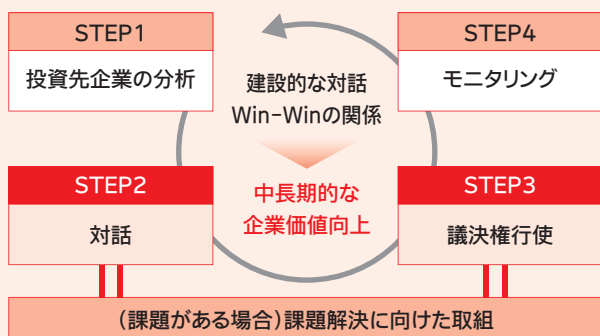 STEP1
投資先企業の分析
STEP4
モニタリング
建設的な対話
Win-Winの関係
中長期的な
企業価値向上
STEP2
対話
STEP3
議決権行使
(課題がある場合)課題解決に向けた取組